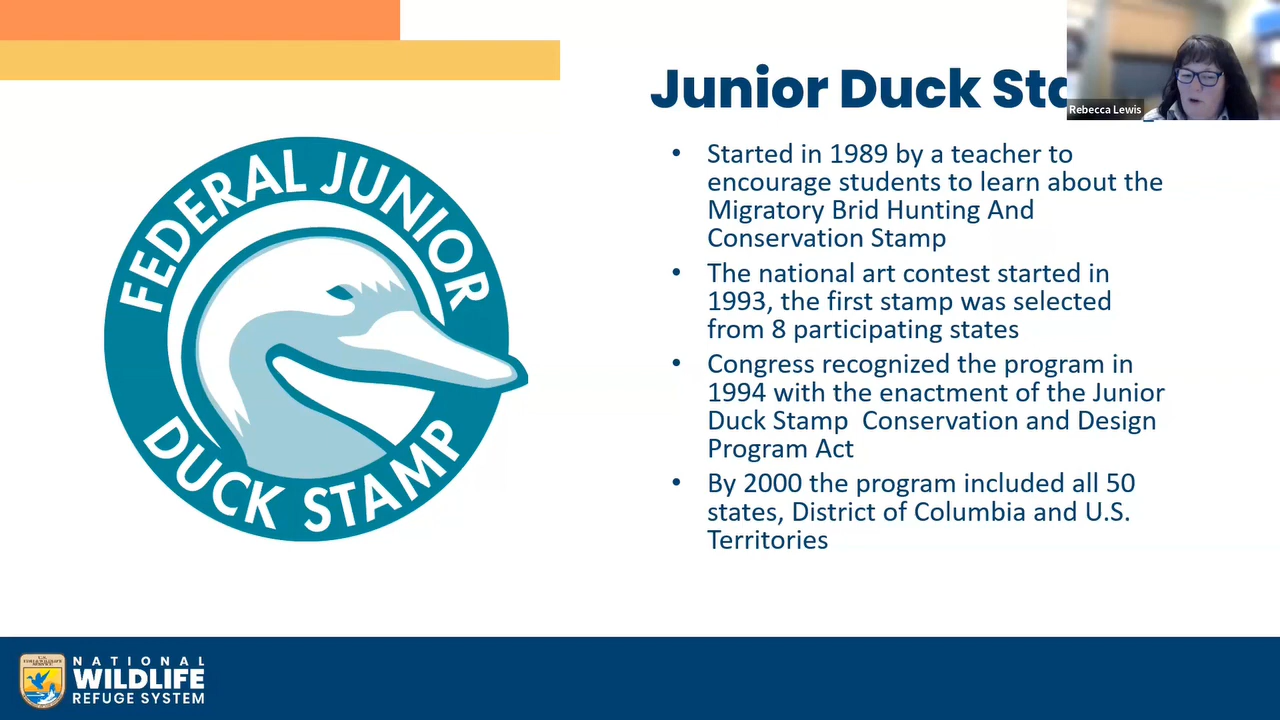 Junior Duck Sta
Rebecca Lewis
• Started in 1989 by a teacher to
encourage students to learn about the
Migratory Brid Hunting And
Conservation Stamp
• The national art contest started in
1993, the first stamp was selected
from 8 participating states
• Congress recognized the program in
1994 with the enactment of the Junior
Duck Stamp  Conservation and Design
Program Act
• By 2000 the program included all 50
states, District of Columbia and U.S.
Territories
FEDERAL JUNIOR
DUCK STAMP
U.S.
FISH & WILDLIFE
SERVICE
NATIONAL
WILDLIFE
REFUGE SYSTEM